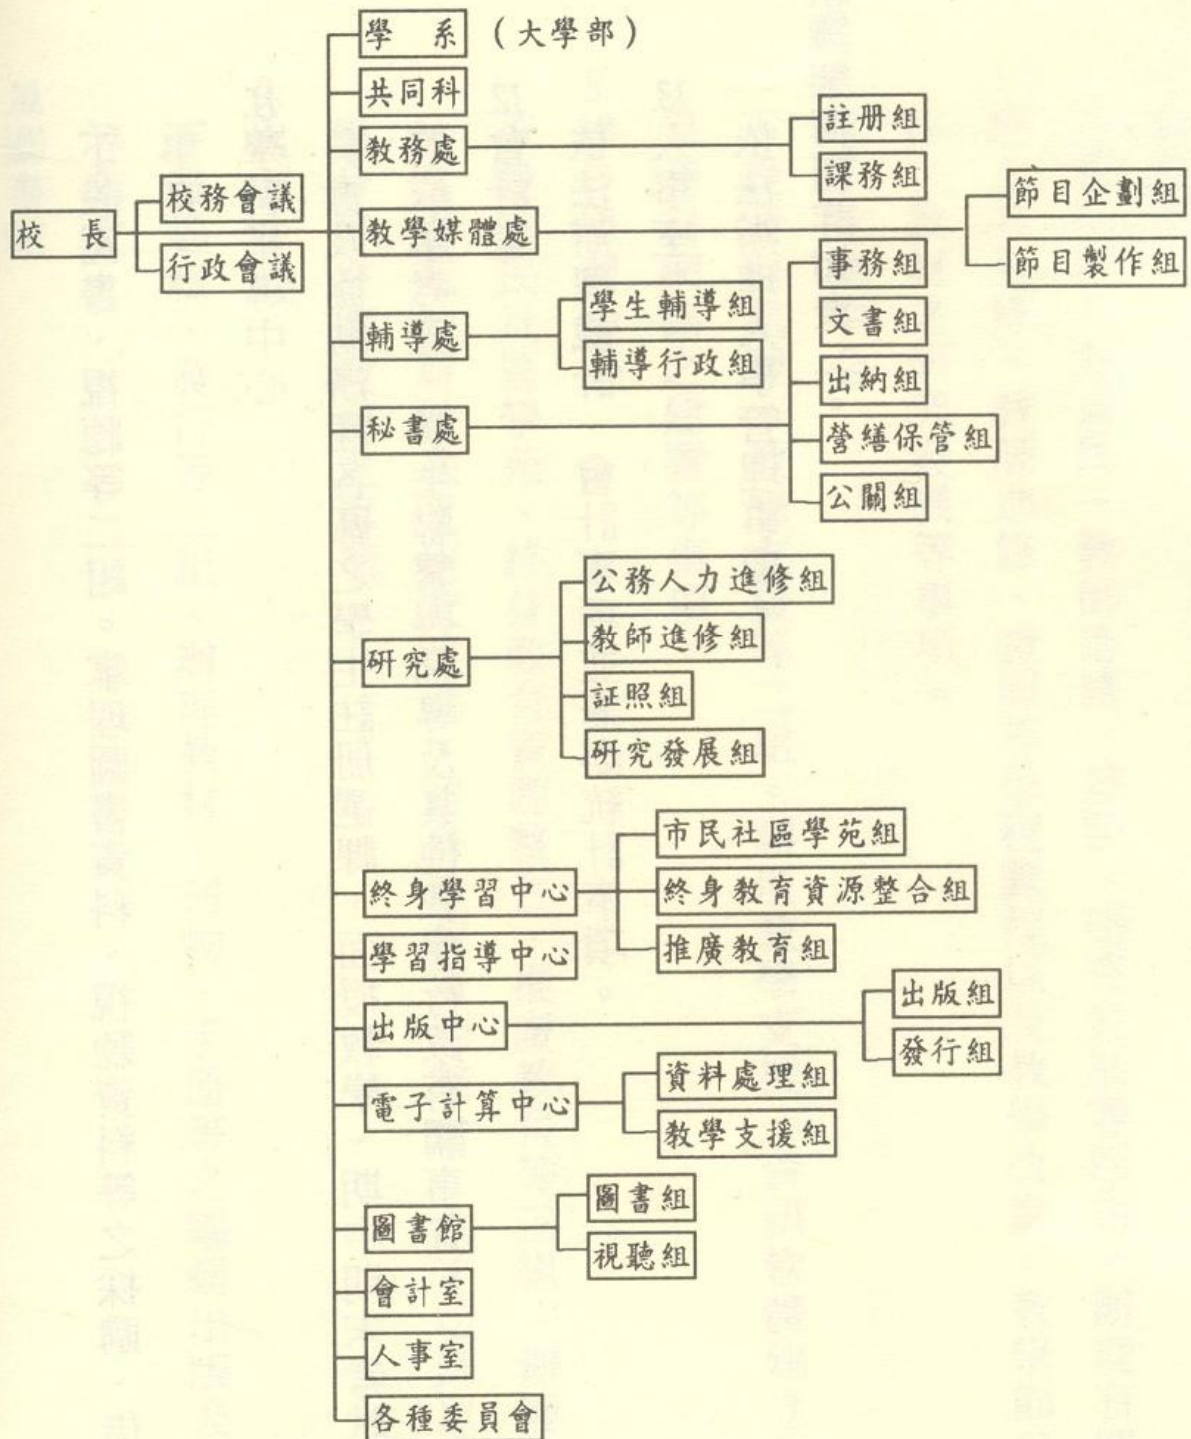 校長
校務會議
行政會議
學系（大學部）
共同科
教務處
註册組
課務組
教學媒體處
節目企劃組
節目製作組
輔導處
學生輔導組
輔導行政組
秘書處
事務組
文書組
出納組
營繕保管組
公關組
研究處
公務人力進修組
教師進修組
証照組
研究發展組
終身學習中心
市民社區學苑組
終身教育資源整合組
推廣教育組
學習指導中心
出版中心
出版組
發行組
電子計算中心
資料處理組
教學支援組
圖書館
圖書組
視聽組
會計室
人事室
各種委員會